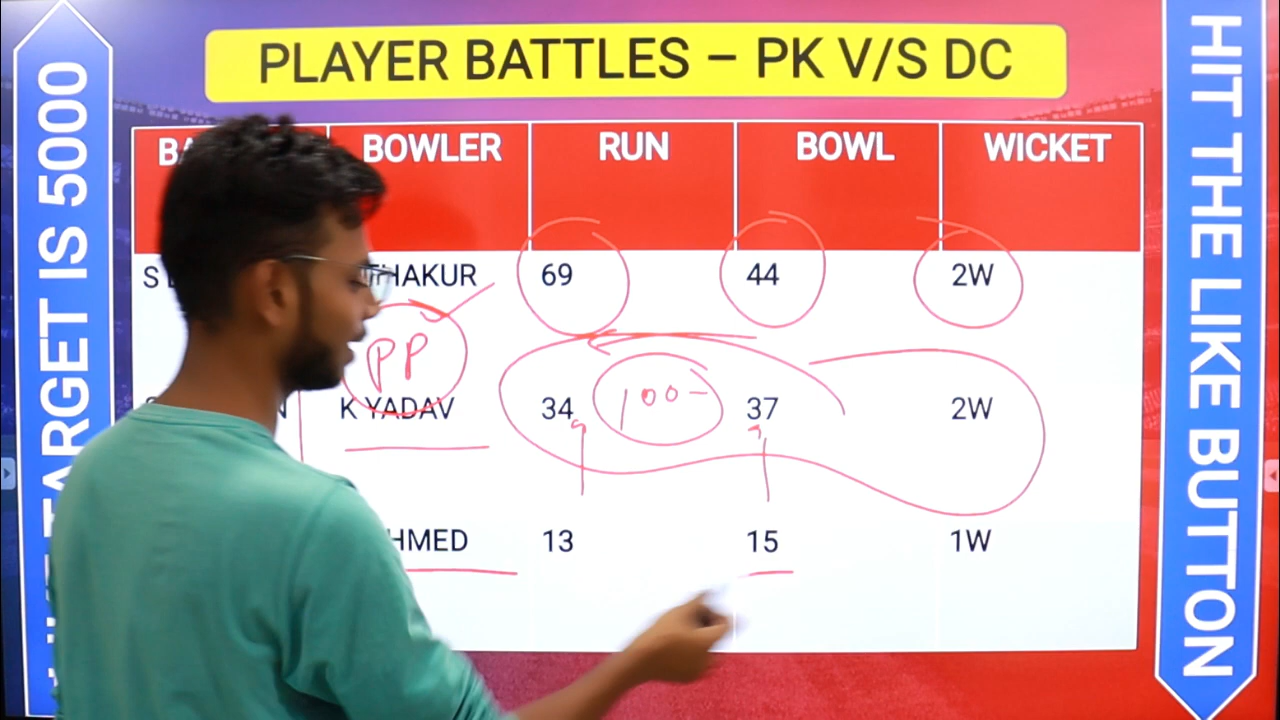 PLAYER BATTLES – PK V/S DC
TARGET IS 5000
BOWLER RUN BOWL WICKET
S THAKUR 69 44 2W
PP
K YADAV 34 100- 37 2W
HMED 13 15 1W
HIT THE LIKE BUTTON